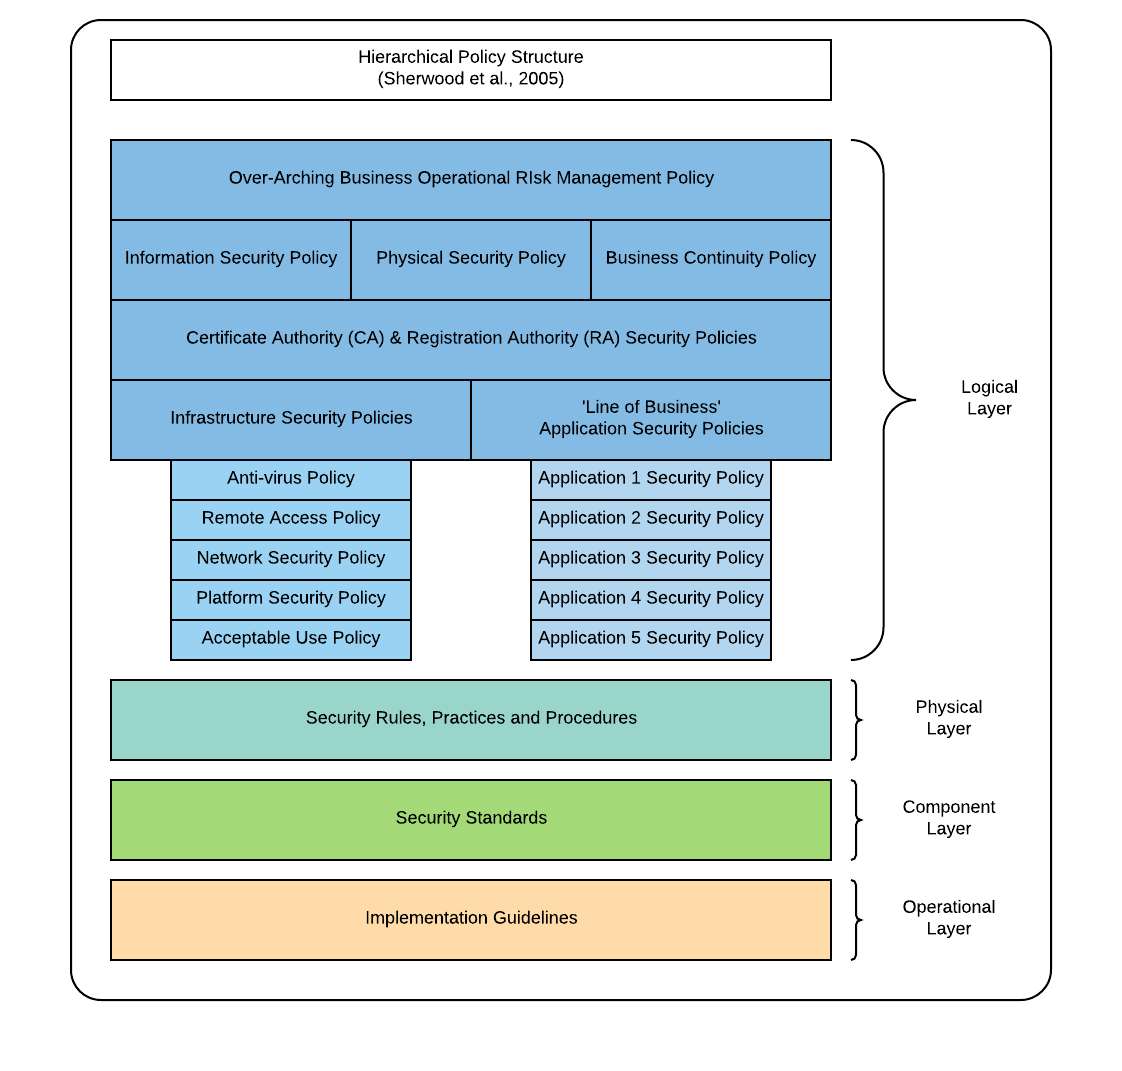 Hierarchical Policy Structure
(Sherwood et al., 2005)
Over-Arching Business Operational RIsk Management Policy
Information Security Policy
Physical Security Policy
Business Continuity Policy
Certificate Authority (CA) & Registration Authority (RA) Security Policies
Infrastructure Security Policies
'Line of Business'
Application Security Policies
Anti-virus Policy
Remote Access Policy
Network Security Policy
Platform Security Policy
Acceptable Use Policy
Application 1 Security Policy
Application 2 Security Policy
Application 3 Security Policy
Application 4 Security Policy
Application 5 Security Policy
Logical
Layer
Security Rules, Practices and Procedures
Physical
Layer
Security Standards
Component
Layer
Implementation Guidelines
Operational
Layer